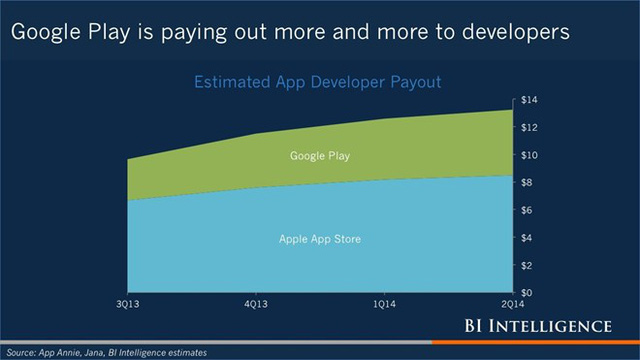 Google Play is paying out more and more to developers
Estimated App Developer Payout
$14
$12
$10
$8
$6
$4
$2
$0
Google Play
Apple App Store
3Q13 4Q13 1Q14 2Q14
BI INTELLIGENCE
Source: App Annie, Jana, BI Intelligence estimates